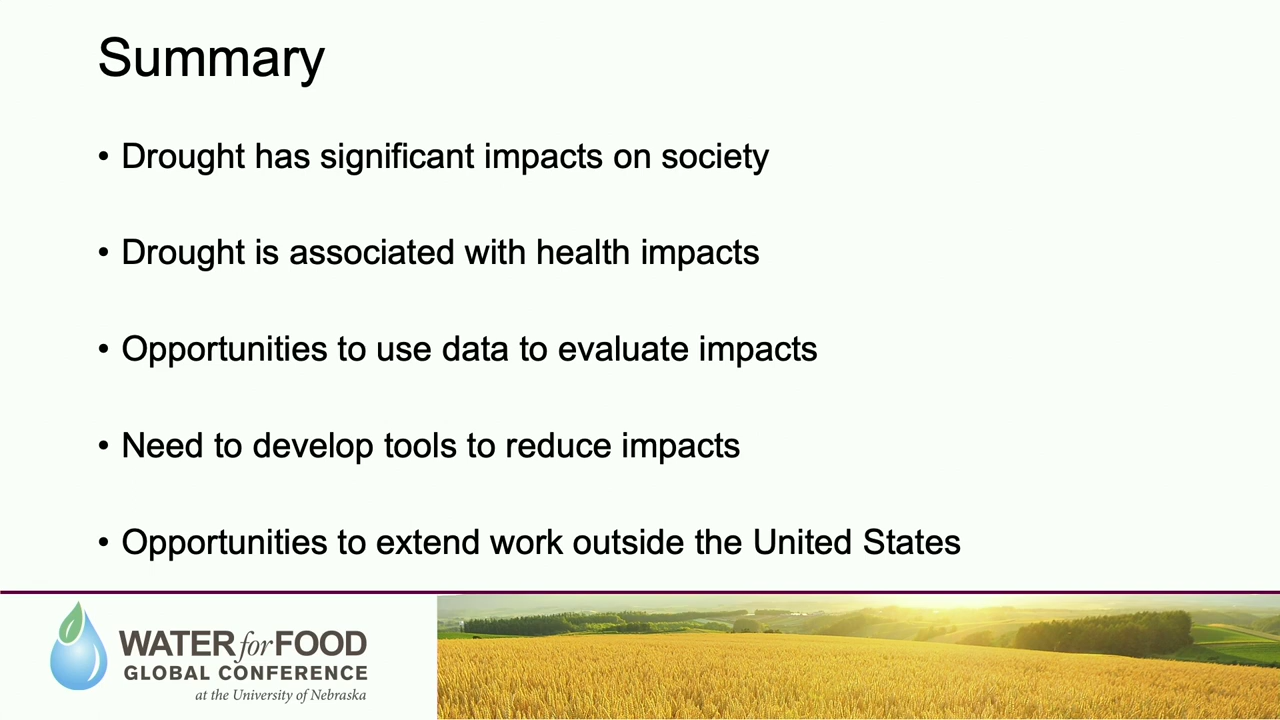 Summary
• Drought has significant impacts on society
• Drought is associated with health impacts
• Opportunities to use data to evaluate impacts
• Need to develop tools to reduce impacts
• Opportunities to extend work outside the United States
WATER for FOOD
GLOBAL CONFERENCE
at the University of Nebraska